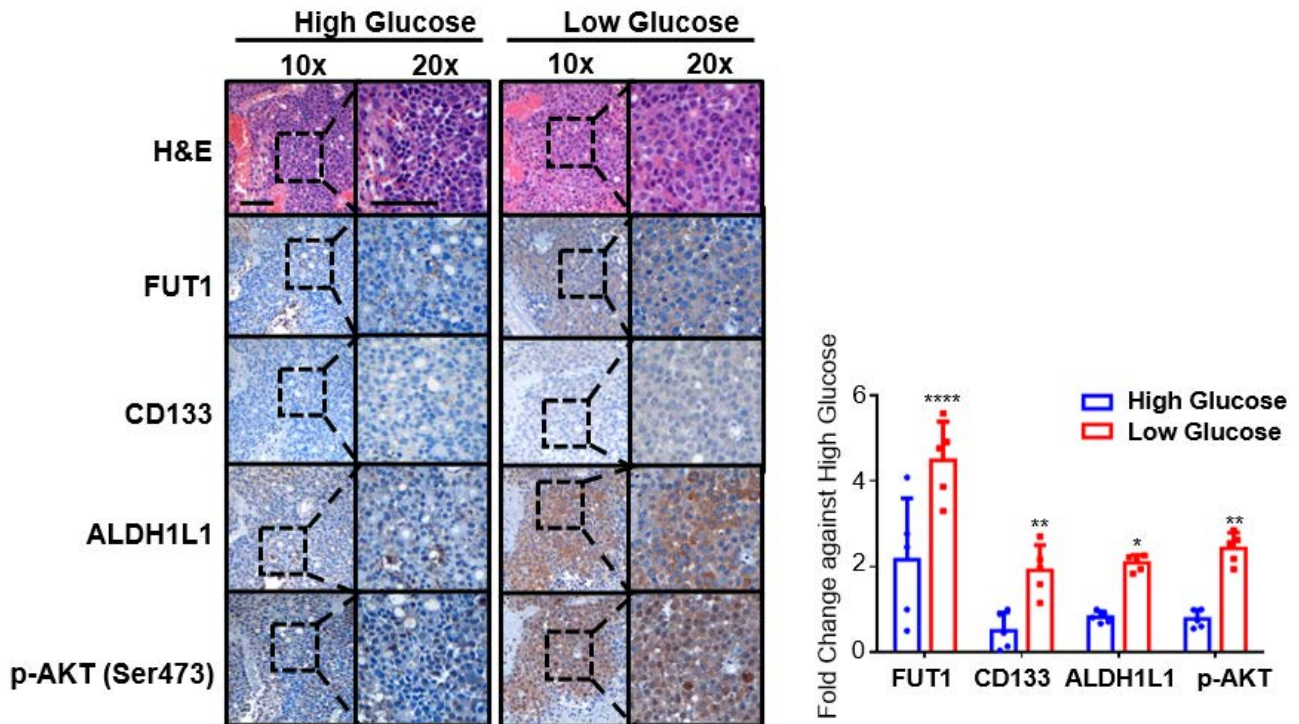 High Glucose Low Glucose
10x 20x 10x 20x
H&E
FUT1
CD133
ALDH1L1
p-AKT (Ser473)
Fold Change against High Glucose
6
4
2
0
**** ** * **
High Glucose
Low Glucose
FUT1 CD133 ALDH1L1 p-AKT